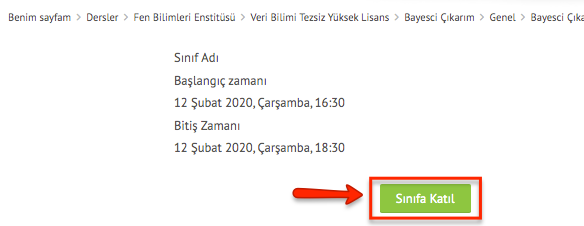 Benim sayfam > Dersler > Fen Bilimleri Enstitüsü > Veri Bilimi Tezsiz Yüksek Lisans > Bayesci Çıkarım > Genel > Bayesci Çıka
Sınıf Adı
Başlangıç zamanı
12 Şubat 2020, Çarşamba, 16:30
Bitiş Zamanı
12 Şubat 2020, Çarşamba, 18:30
Sınıfa Katıl